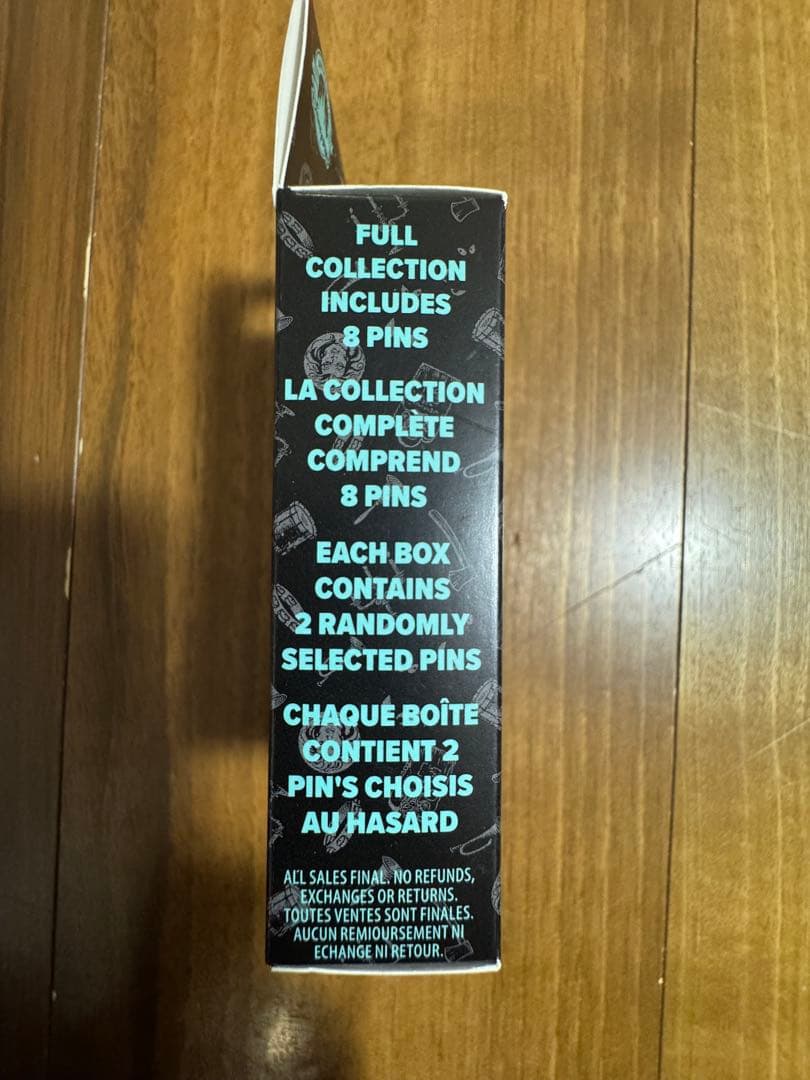 FULL
COLLECTION
INCLUDES
8 PINS
LA COLLECTION
COMPLÈTE
COMPREND
8 PINS
EACH BOX
CONTAINS
2 RANDOMLY
SELECTED PINS
CHAQUE BOÎTE
CONTIENT 2
PIN'S CHOISIS
AU HASARD
ALL SALES FINAL. NO REFUNDS,
EXCHANGES OR RETURNS.
TOUTES VENTES SONT FINALES.
AUCUN REMIOURSEMENT NI
ECHANGE NI RETOUR.